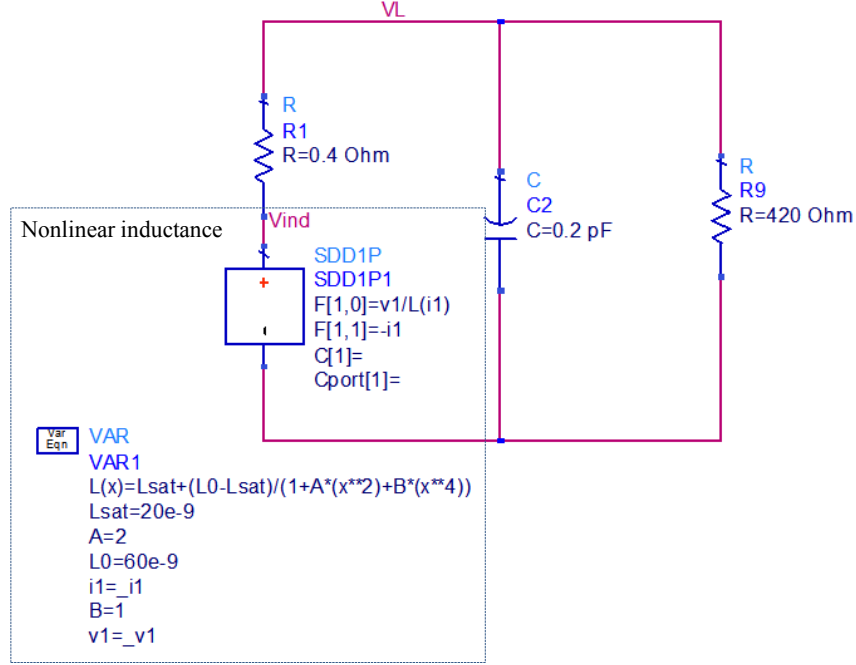 VL
R
R1
R=0.4 Ohm
C
C2
C=0.2 pF
R
R9
R=420 Ohm
Nonlinear inductance
Vind
SDD1P
SDD1P1
F[1,0]=v1/L(i1)
F[1,1]=-i1
C[1]=
Cport[1]=
+
Var
Eqn
VAR
VAR1
L(x)=Lsat+(L0-Lsat)/(1+A*(x**2)+B*(x**4))
Lsat=20e-9
A=2
L0=60e-9
i1=_i1
B=1
v1=_v1